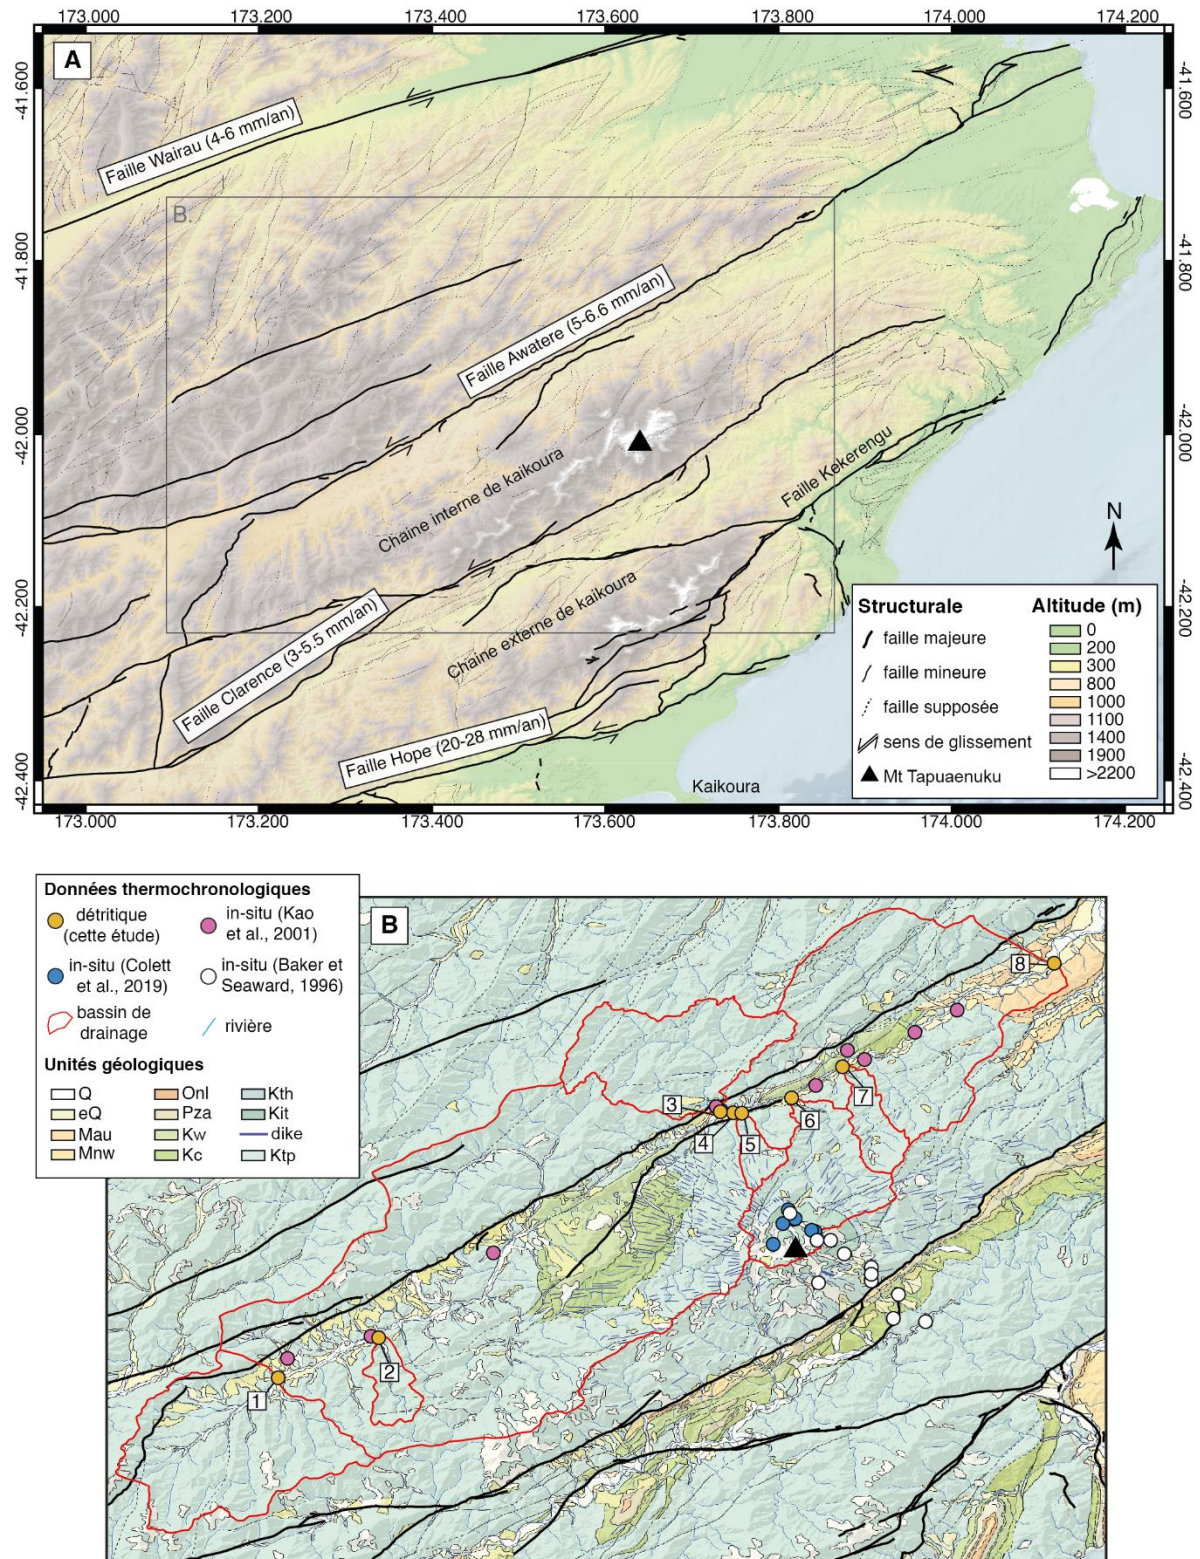 173.000 173.200 173.400 173.600 173.800 174.000 174.200
A
-41.600
-41.600
Faille Wairau (4-6 mm/an)
B.
-41.800
-41.800
Faille Awatere (5-6.6 mm/an)
-42.000
-42.000
Chaine interne de kaikoura
Faille Kekerengu
N
-42.200
-42.200
Chaine externe de kaikoura
Faille Clarence (3-5.5 mm/an)
Faille Hope (20-28 mm/an)
Kaikoura
-42.400
-42.400
Structurale
faille majeure
faille mineure
faille supposée
sens de glissement
Mt Tapuaenuku
Altitude (m)
0
200
300
800
1000
1100
1400
1900
>2200
173.000 173.200 173.400 173.600 173.800 174.000 174.200
Données thermochronologiques
détritique
(cette étude)
in-situ (Kao
et al., 2001)
in-situ (Colett
et al., 2019)
in-situ (Baker et
Seaward, 1996)
bassin de
drainage
rivière
Unités géologiques
Q
eQ
Mau
Mnw
Onl
Pza
Kw
Kc
Kth
Kit
dike
Ktp
B
8
3
7
6
4
5
2
1